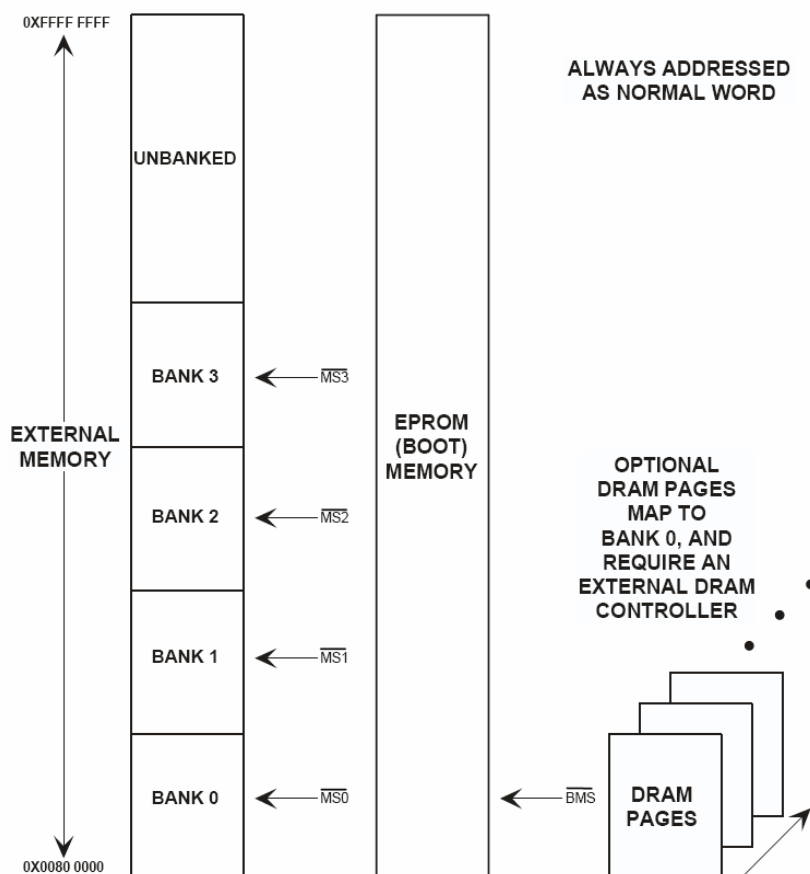 0XFFFF FFFF
ALWAYS ADDRESSED
AS NORMAL WORD
UNBANKED
BANK 3
MS3
EXTERNAL
MEMORY
EPROM
(BOOT)
MEMORY
BANK 2
MS2
OPTIONAL
DRAM PAGES
MAP TO
BANK 0, AND
REQUIRE AN
EXTERNAL DRAM
CONTROLLER
BANK 1
MS1
BANK 0
MS0
BMS
DRAM
PAGES
0X0080 0000